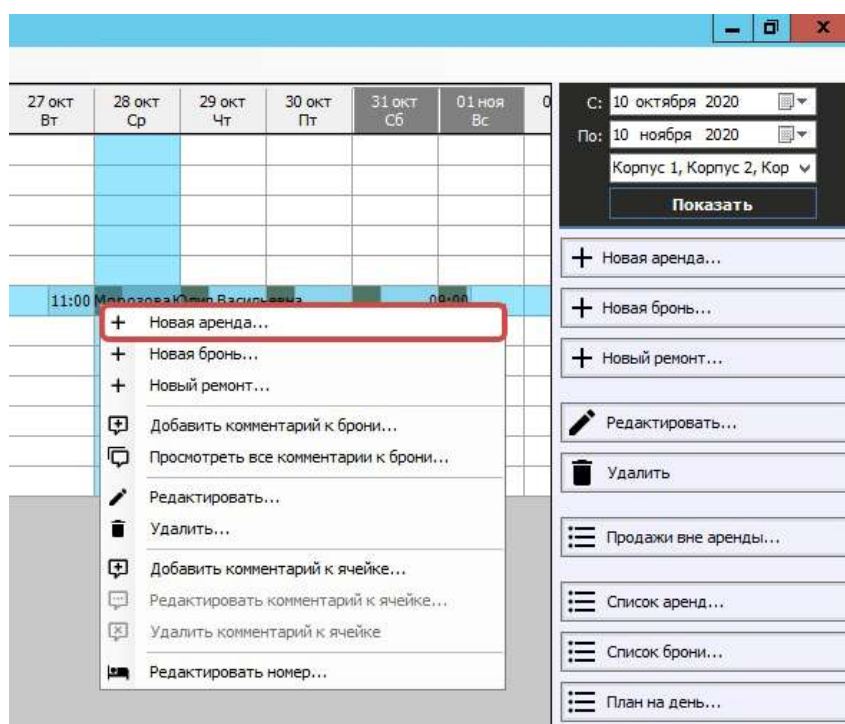 27 окт 28 окт 29 окт 30 окт 31 окт 01 ноя 0
Вт Ср Чт Пт Сб Вс
С: 10 октября 2020
По: 10 ноября 2020
Корпус 1, Корпус 2, Кор
Показать
11:00 Морозова Юлия Васильевна 09:00
Новая аренда...
Новая бронь...
Новый ремонт...
Добавить комментарий к брони...
Просмотреть все комментарии к брони...
Редактировать...
Удалить...
Добавить комментарий к ячейке...
Редактировать комментарий к ячейке...
Удалить комментарий к ячейке
Редактировать номер...
Новая аренда...
Новая бронь...
Новый ремонт...
Редактировать...
Удалить
Продажи вне аренды...
Список аренд...
Список брони...
План на день...